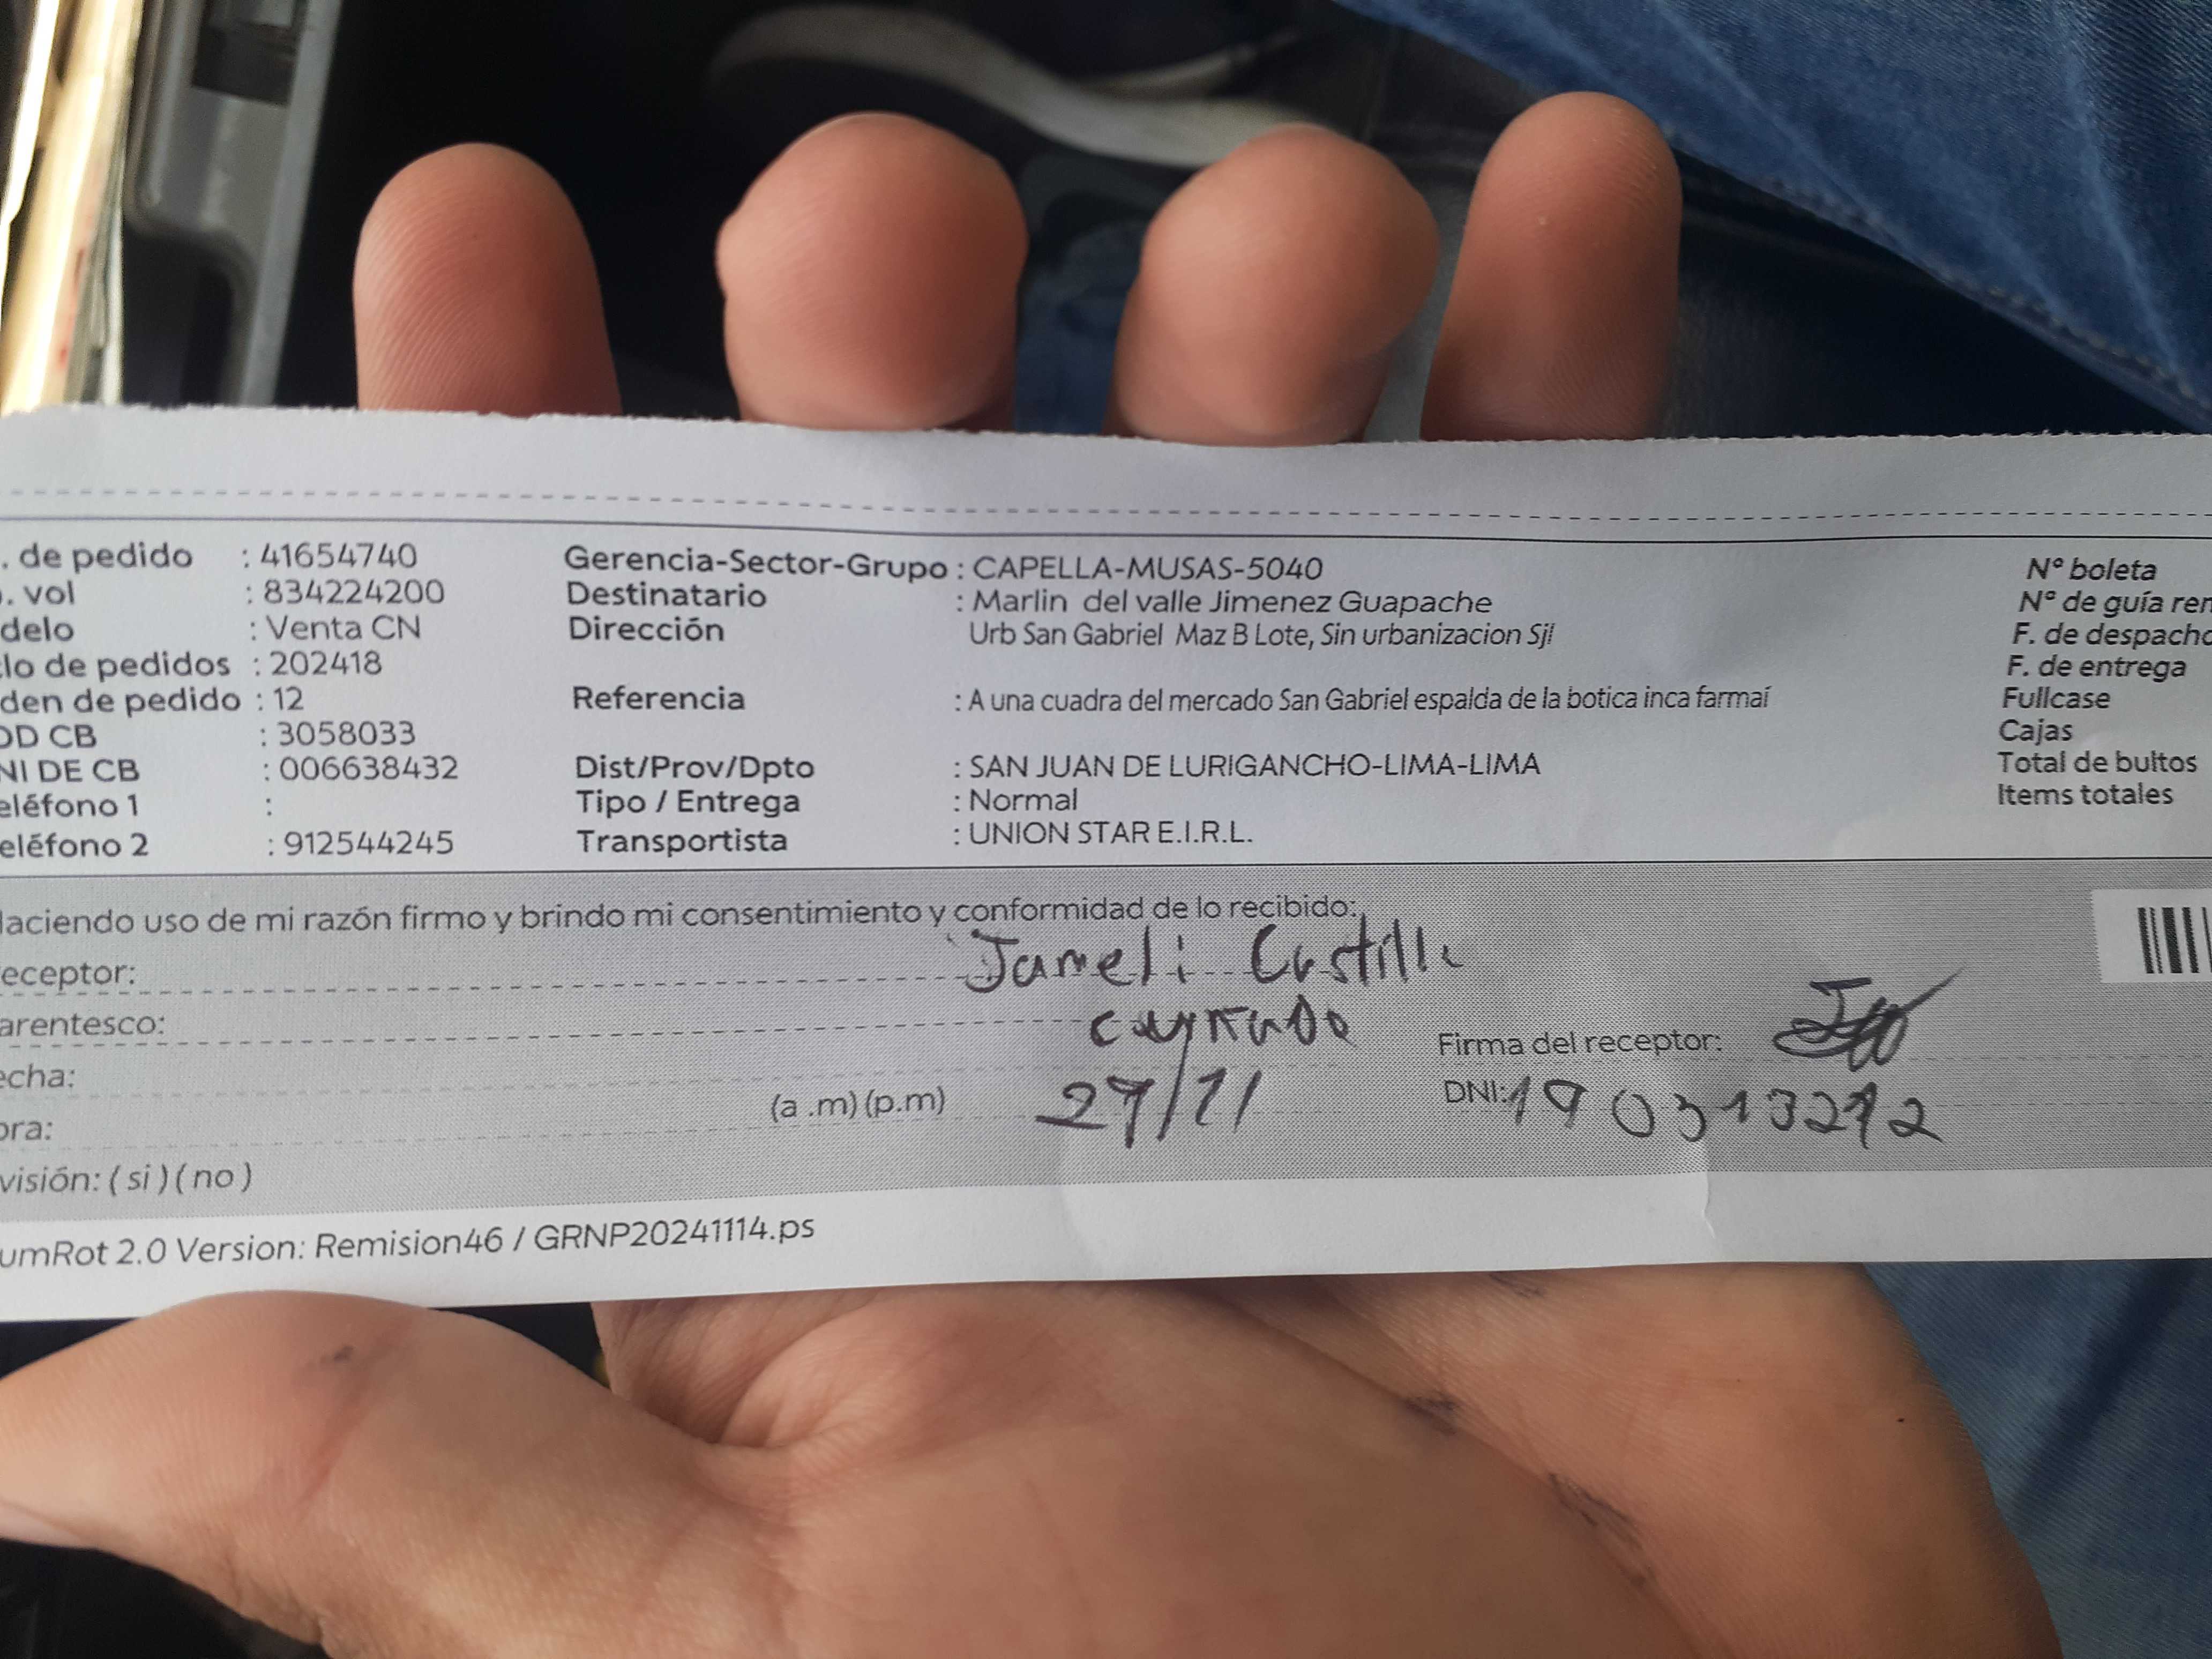 . de pedido : 41654740 Gerencia-Sector-Grupo : CAPELLA-MUSAS-5040 N° boleta
. vol : 834224200 Destinatario : Marlin del valle Jimenez Guapache N° de guía rem
delo : Venta CN Dirección Urb San Gabriel Maz B Lote, Sin urbanizacion Sjl F. de despacho
lo de pedidos : 202418 F. de entrega
den de pedido : 12 Referencia : A una cuadra del mercado San Gabriel espalda de la botica inca farmaí Fullcase
OD CB : 3058033 Cajas
NI DE CB : 006638432 Dist/Prov/Dpto : SAN JUAN DE LURIGANCHO-LIMA-LIMA Total de bultos
eléfono 1 : Tipo / Entrega : Normal Items totales
eléfono 2 : 912544245 Transportista : UNION STAR E.I.R.L.
Haciendo uso de mi razón firmo y brindo mi consentimiento y conformidad de lo recibido:
receptor: Jameli Castillo
arentesco: cuñado
Firma del receptor:
echa: 27/11
(a .m) (p.m) DNI:
ora:
visión: ( si ) ( no )
umRot 2.0 Version: Remision46 / GRNP20241114.ps